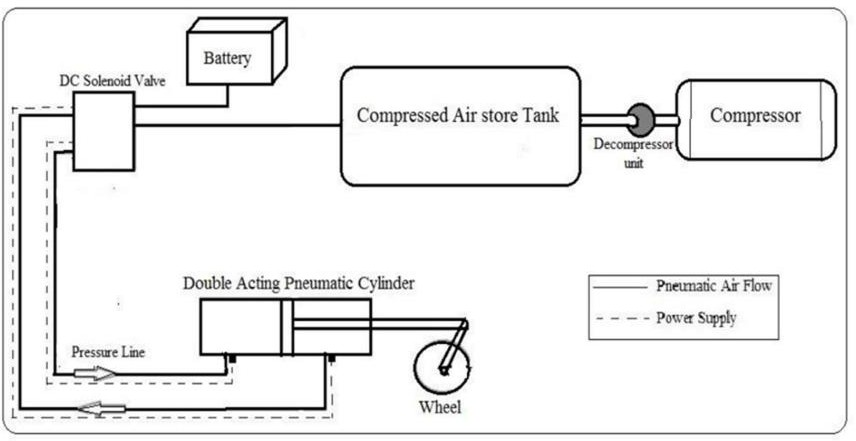 Battery
DC Solenoid Valve
Compressed Air store Tank
Compressor
Decompressor
unit
Double Acting Pneumatic Cylinder
Pneumatic Air Flow
Power Supply
Pressure Line
Wheel